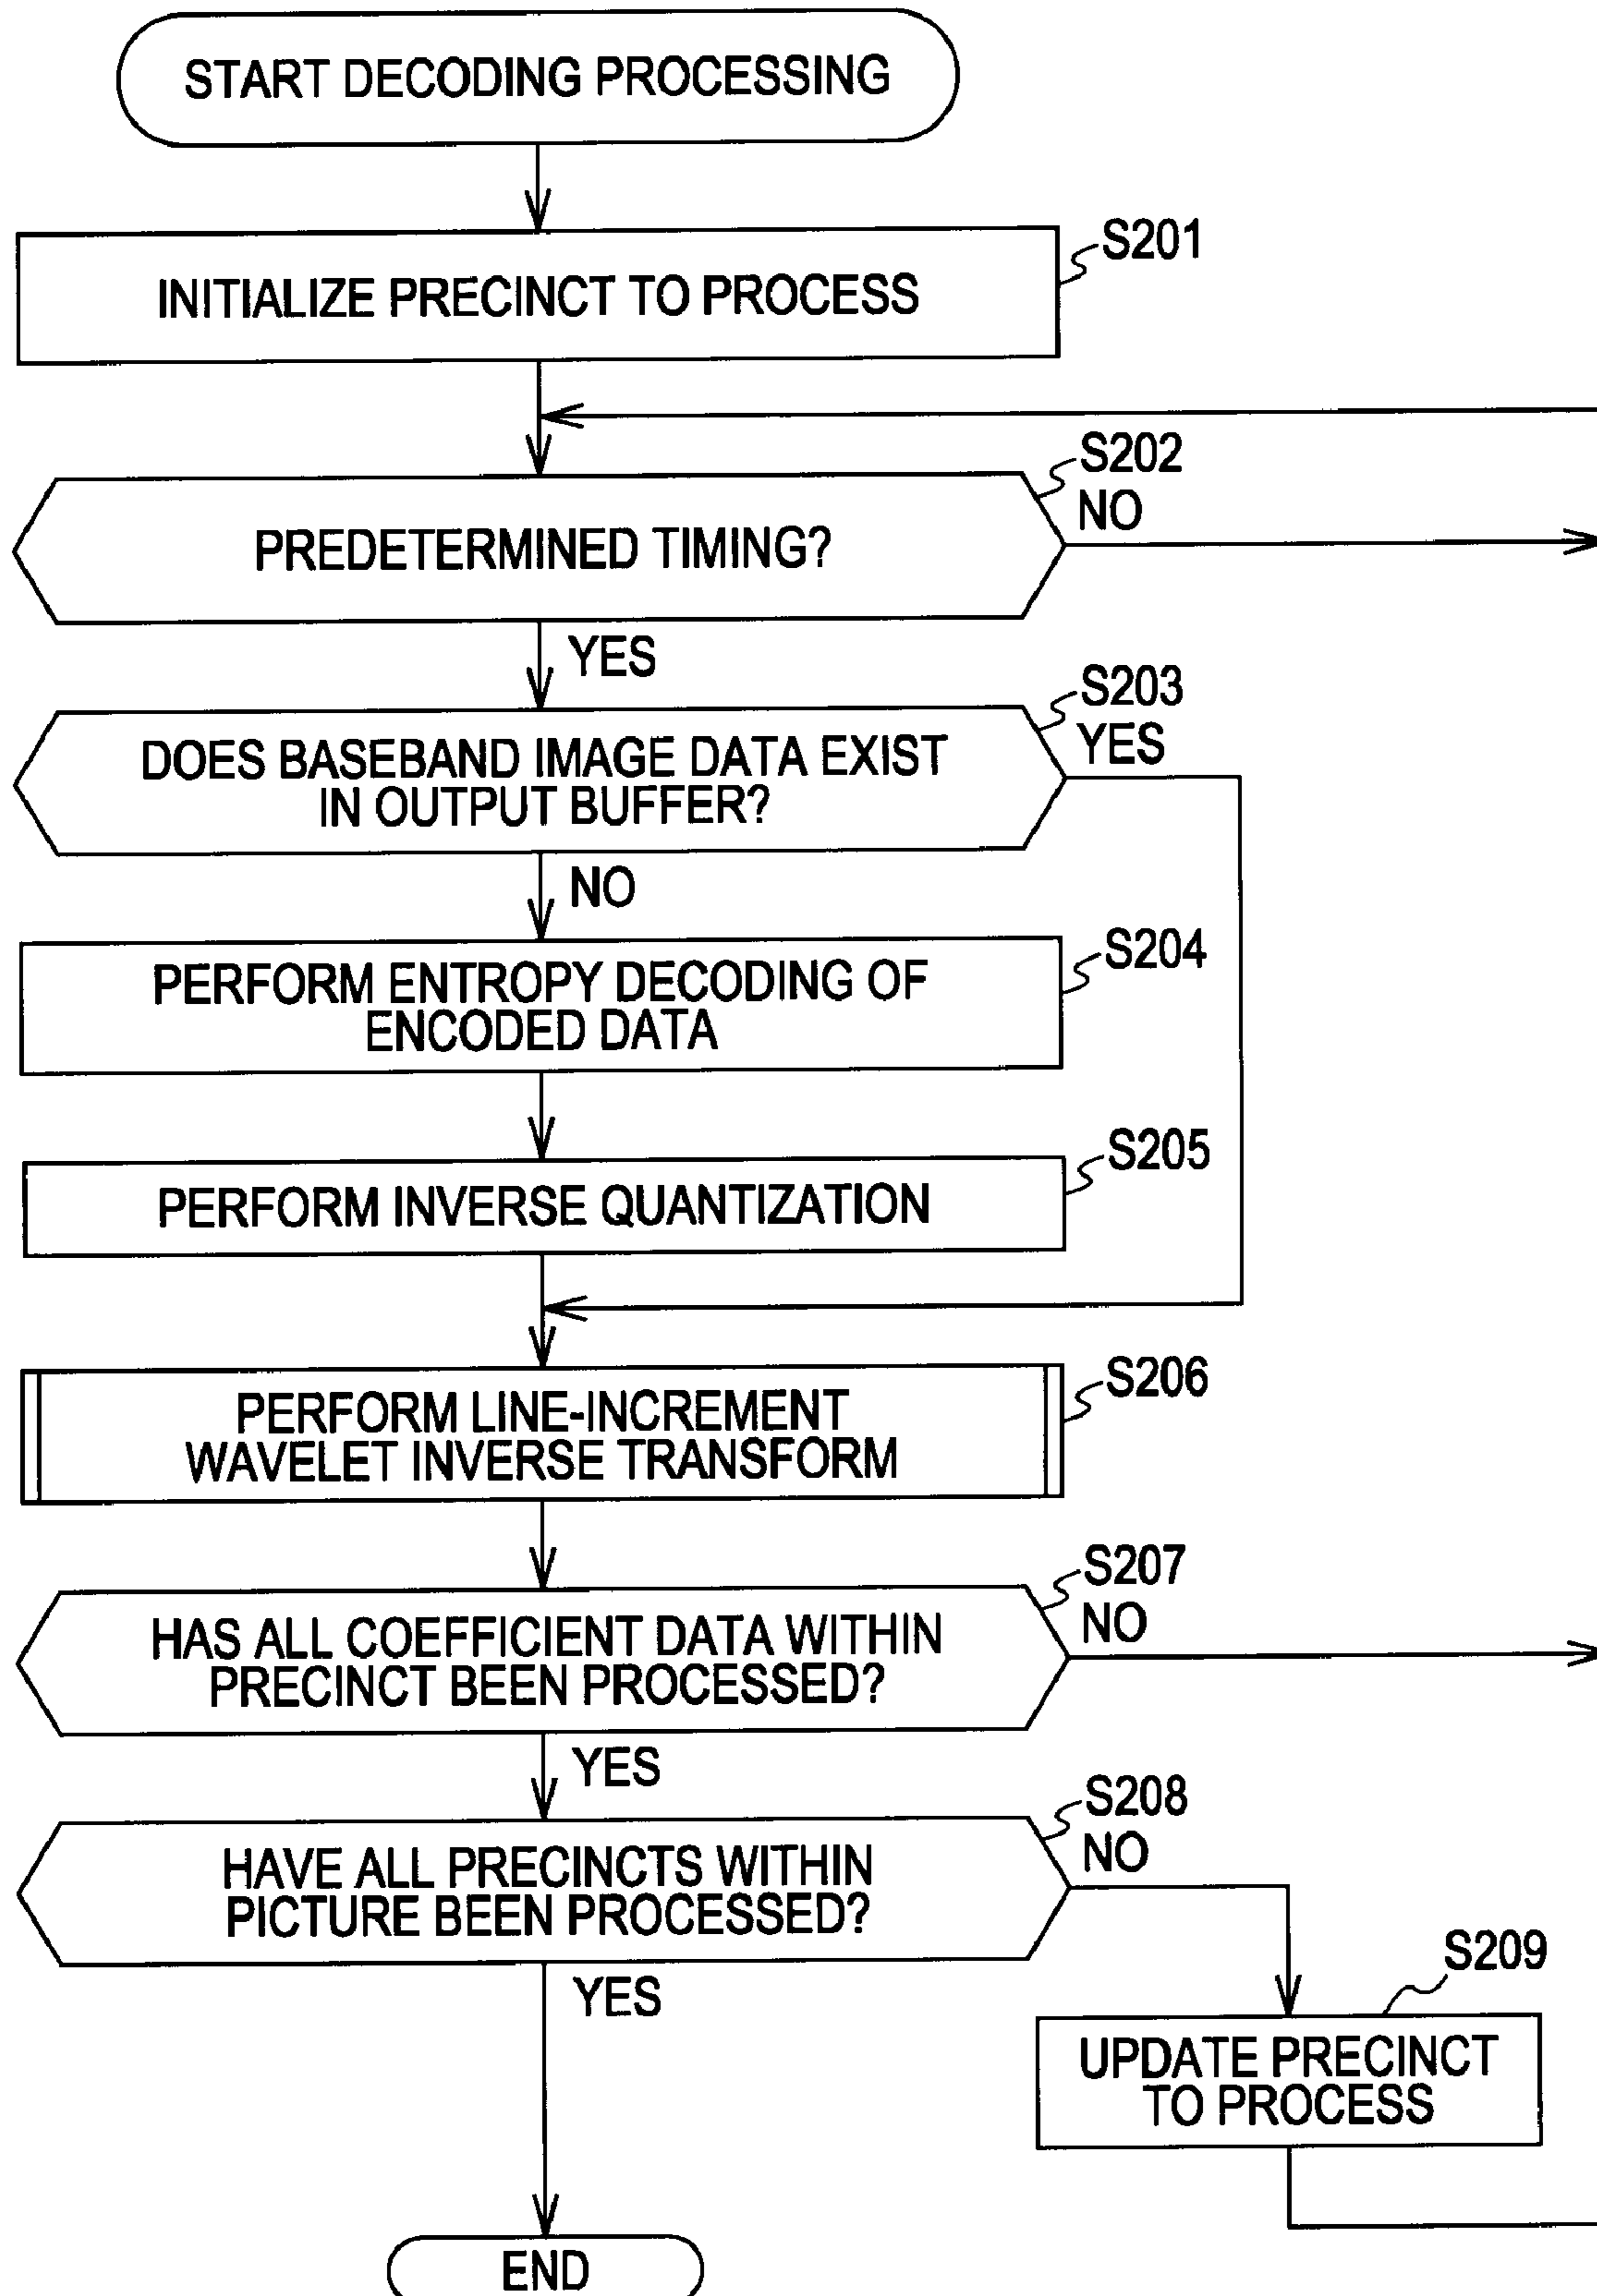 START DECODING PROCESSING
S201
INITIALIZE PRECINCT TO PROCESS
S202
NO
PREDETERMINED TIMING?
YES
S203
YES
DOES BASEBAND IMAGE DATA EXIST
IN OUTPUT BUFFER?
NO
S204
PERFORM ENTROPY DECODING OF
ENCODED DATA
S205
PERFORM INVERSE QUANTIZATION
S206
PERFORM LINE-INCREMENT
WAVELET INVERSE TRANSFORM
S207
NO
HAS ALL COEFFICIENT DATA WITHIN
PRECINCT BEEN PROCESSED?
YES
S208
NO
HAVE ALL PRECINCTS WITHIN
PICTURE BEEN PROCESSED?
YES
S209
UPDATE PRECINCT
TO PROCESS
END